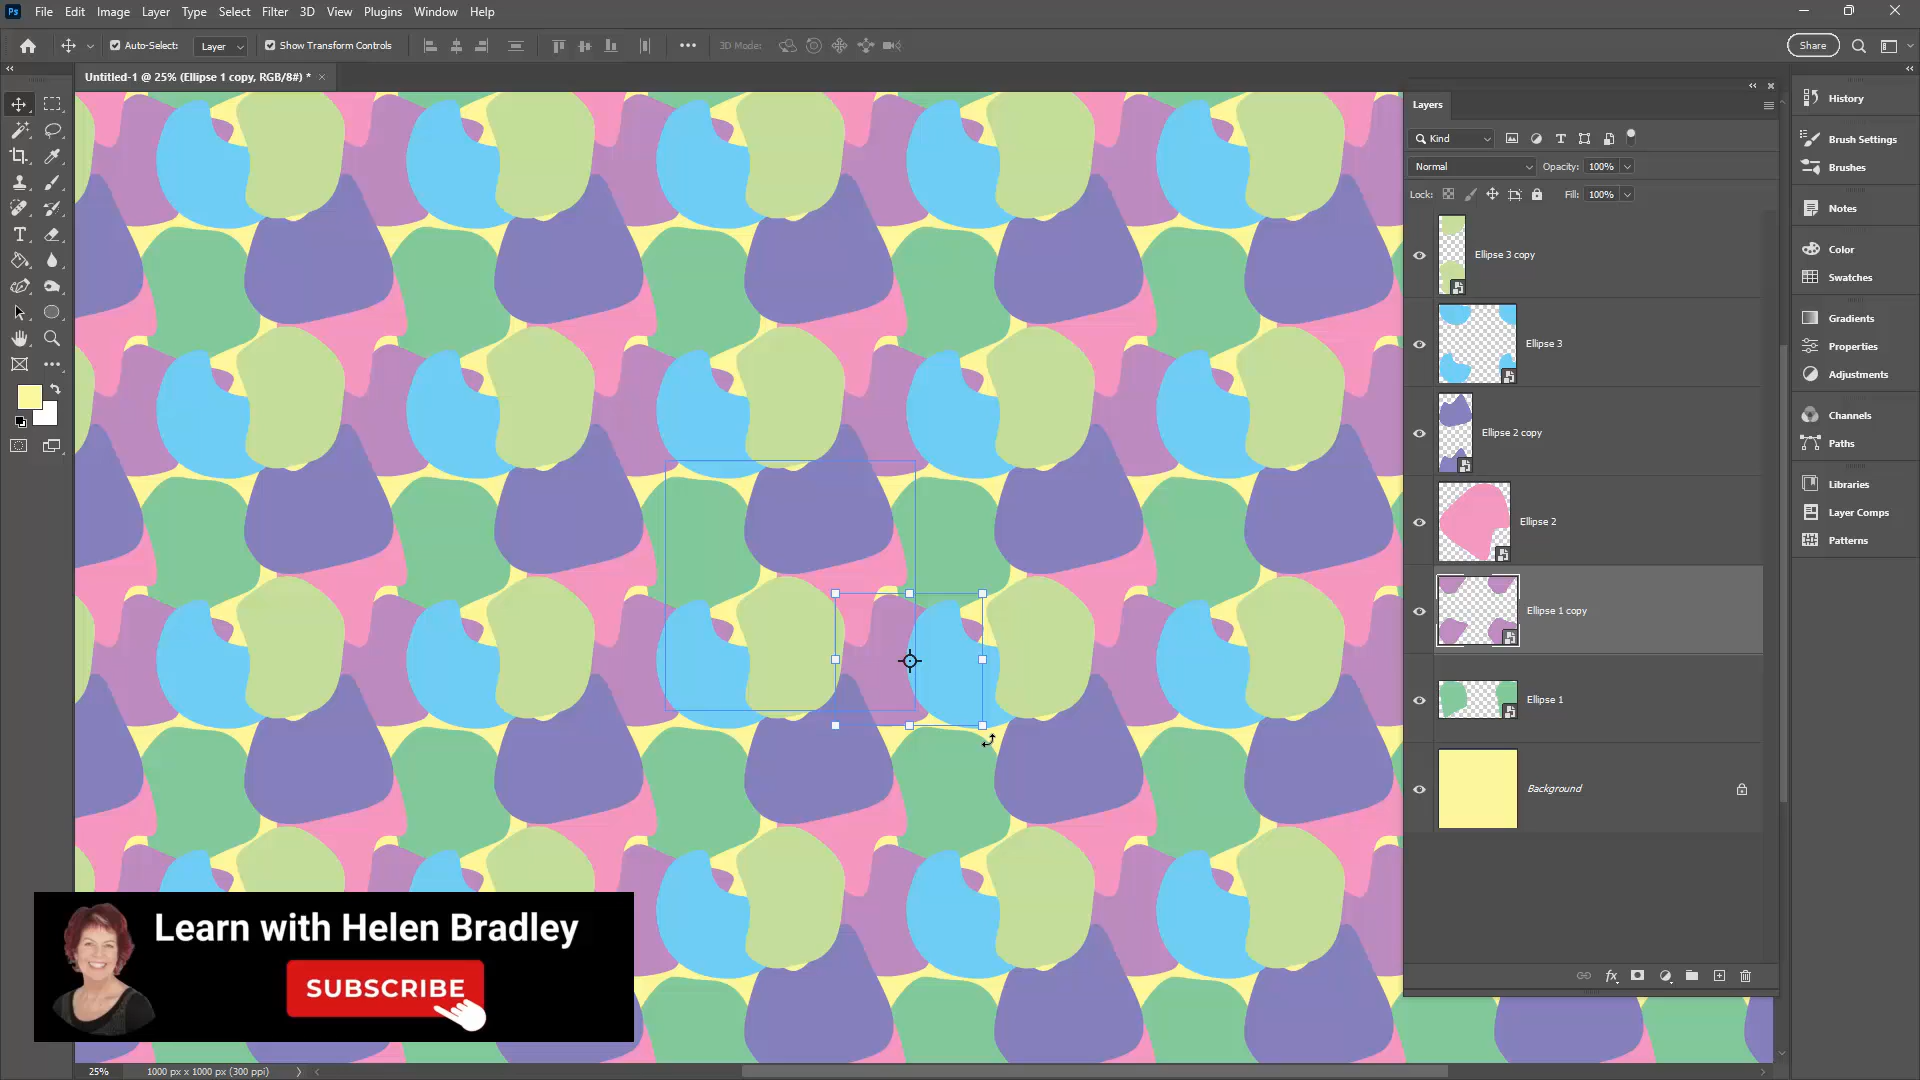 Ps File Edit Image Layer Type Select Filter 3D View Plugins Window Help
Auto-Select: Layer Show Transform Controls 3D Mode: Share
Untitled-1 @ 25% (Ellipse 1 copy, RGB/8#) *
Layers
Kind
Normal Opacity: 100%
Lock: Fill: 100%
Ellipse 3 copy
Ellipse 3
Ellipse 2 copy
Ellipse 2
Ellipse 1 copy
Ellipse 1
Background
fx
History
Brush Settings
Brushes
Notes
Color
Swatches
Gradients
Properties
Adjustments
Channels
Paths
Libraries
Layer Comps
Patterns
Learn with Helen Bradley
SUBSCRIBE
25% 1000 px x 1000 px (300 ppi)